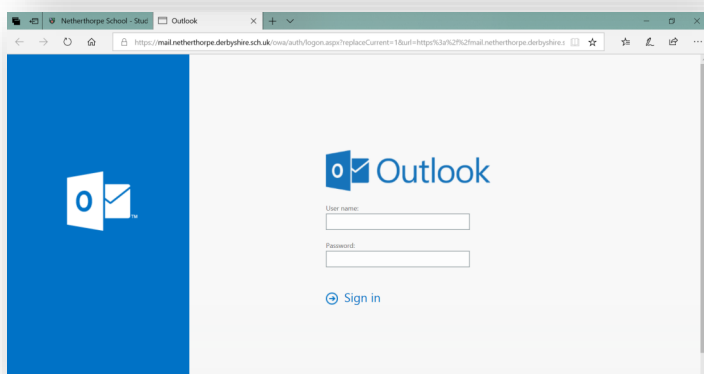 Netherthorpe School - Stud
Outlook
https://mail.netherthorpe.derbyshire.sch.uk/owa/auth/logon.aspx?replaceCurrent=1&url=https%3a%2f%2fmail.netherthorpe.derbyshire.s
Outlook
User name:
Password:
Sign in
TM